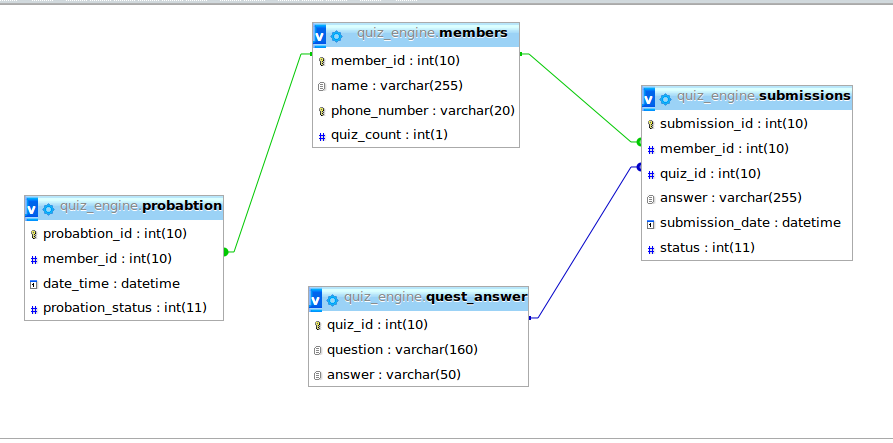 quiz_engine.members
member_id : int(10)
name : varchar(255)
phone_number : varchar(20)
quiz_count : int(1)
quiz_engine.submissions
submission_id : int(10)
member_id : int(10)
quiz_id : int(10)
answer : varchar(255)
submission_date : datetime
status : int(11)
quiz_engine.probabtion
probabtion_id : int(10)
member_id : int(10)
date_time : datetime
probation_status : int(11)
quiz_engine.quest_answer
quiz_id : int(10)
question : varchar(160)
answer : varchar(50)